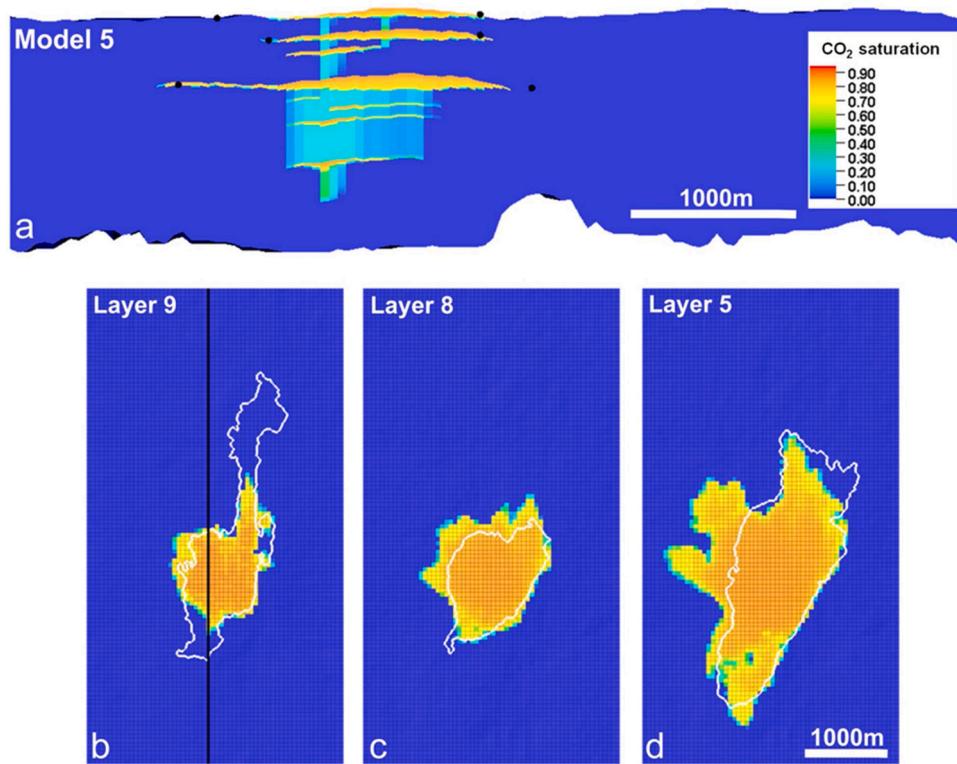 Model 5
CO₂ saturation
0.90
0.80
0.70
0.60
0.50
0.40
0.30
0.20
0.10
0.00
1000m
a
Layer 9
Layer 8
Layer 5
b
c
d
1000m